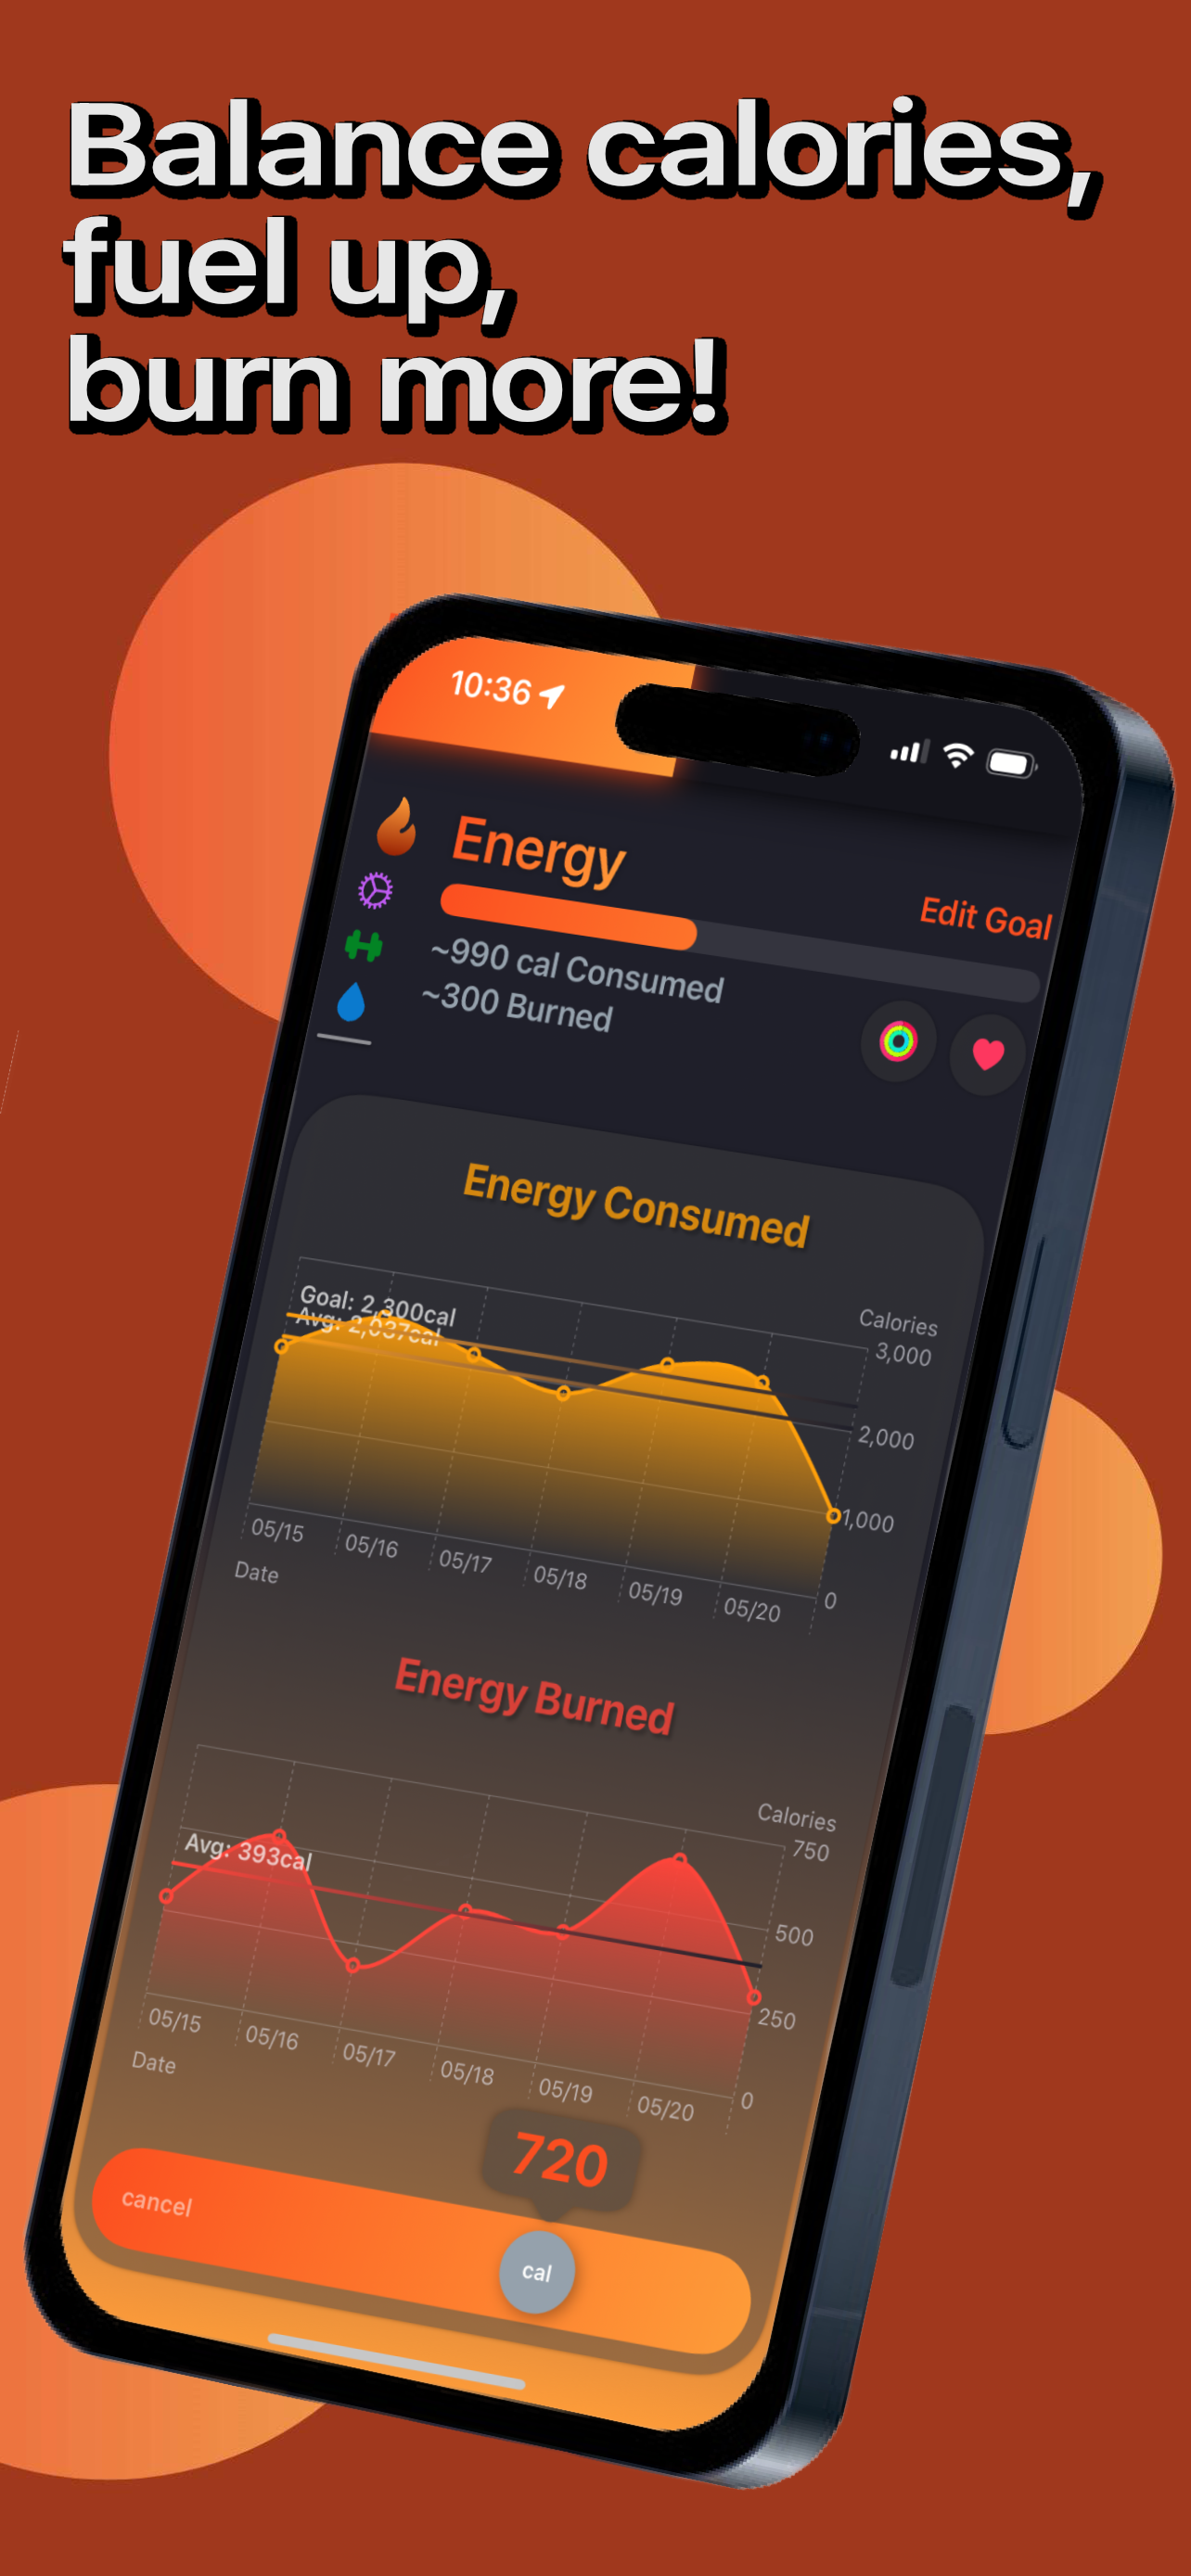 Balance calories,
fuel up,
burn more!
10:36
Energy
Edit Goal
~990 cal Consumed
~300 Burned
Energy Consumed
Calories
Goal: 2,300cal
Avg: 2,037cal
3,000
2,000
1,000
0
05/15 05/16 05/17 05/18 05/19 05/20
Date
Energy Burned
Calories
Avg: 393cal
750
500
250
0
05/15 05/16 05/17 05/18 05/19 05/20
Date
720
cancel
cal